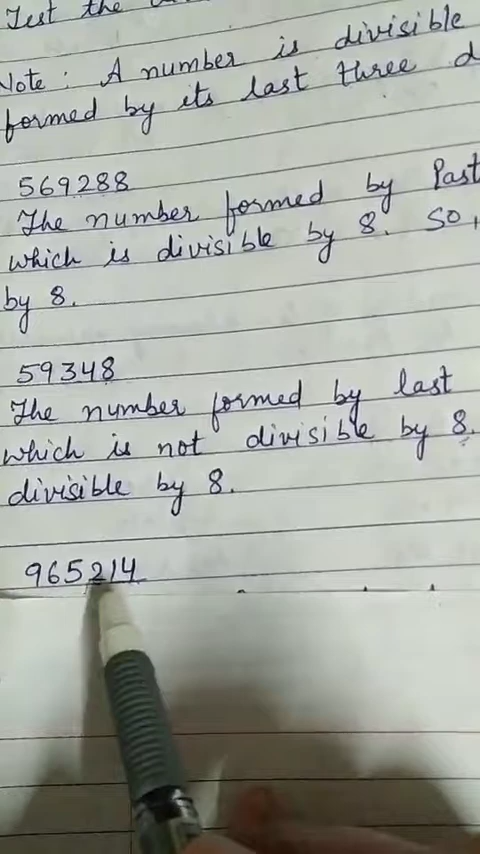 Test the
Note: A number is divisible
formed by its last three d
569288
The number formed by last
which is divisible by 8. So,
by 8.
59348
The number formed by last
which is not divisible by 8.
divisible by 8.
965214